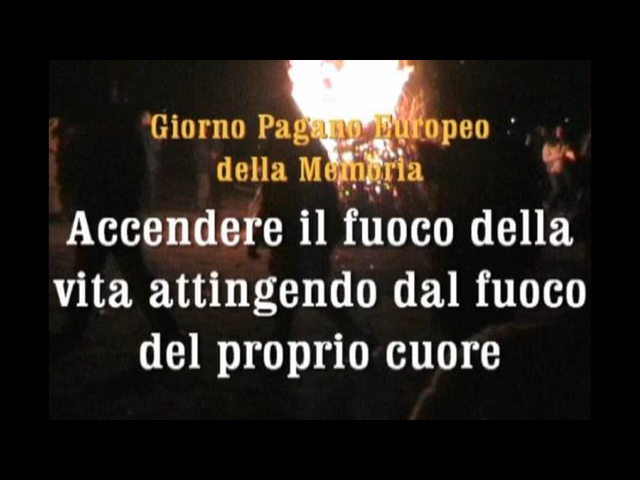 Giorno Pagano Europeo
della Memoria
Accendere il fuoco della
vita attingendo dal fuoco
del proprio cuore